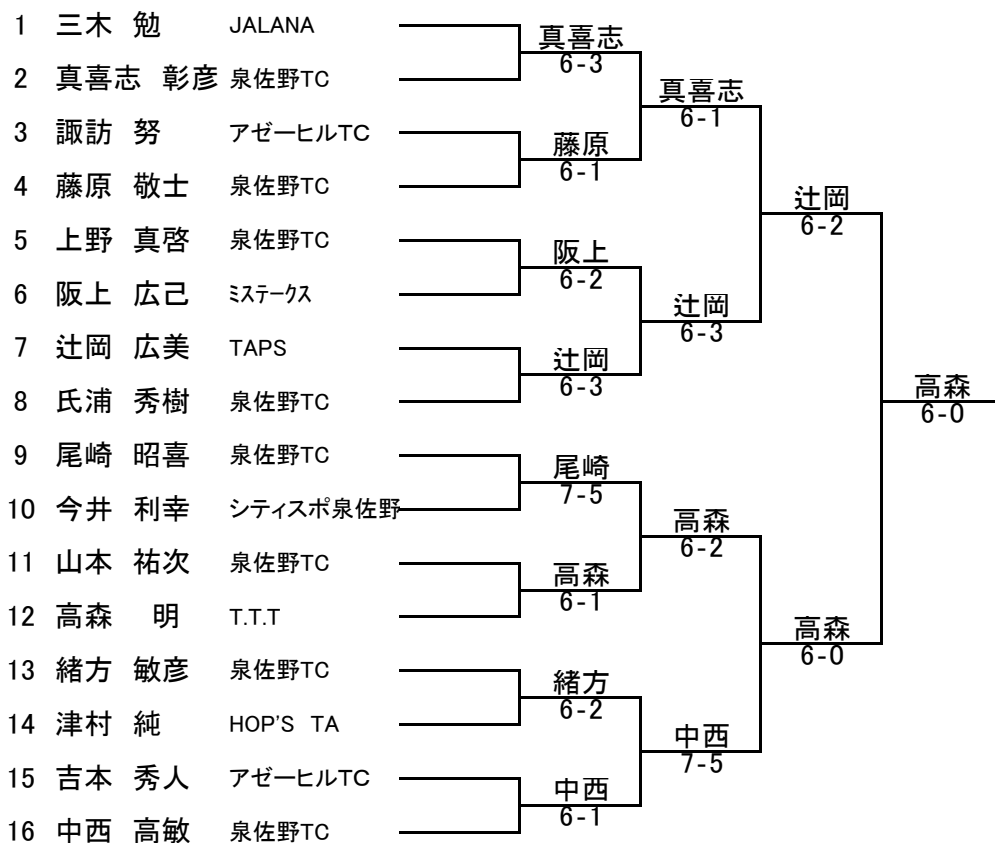 1 三木 勉 JALANA
真喜志
6-3
2 真喜志 彰彦 泉佐野TC
真喜志
6-1
3 諏訪 努 アゼーヒルTC
藤原
6-1
4 藤原 敬士 泉佐野TC
辻岡
6-2
5 上野 真啓 泉佐野TC
阪上
6-2
6 阪上 広己 ミステークス
辻岡
6-3
7 辻岡 広美 TAPS
辻岡
6-3
8 氏浦 秀樹 泉佐野TC
高森
6-0
9 尾崎 昭喜 泉佐野TC
尾崎
7-5
10 今井 利幸 シティスポ泉佐野
高森
6-2
11 山本 祐次 泉佐野TC
高森
6-1
12 高森 明 T.T.T
高森
6-0
13 緒方 敏彦 泉佐野TC
緒方
6-2
14 津村 純 HOP'S TA
中西
7-5
15 吉本 秀人 アゼーヒルTC
中西
6-1
16 中西 高敏 泉佐野TC